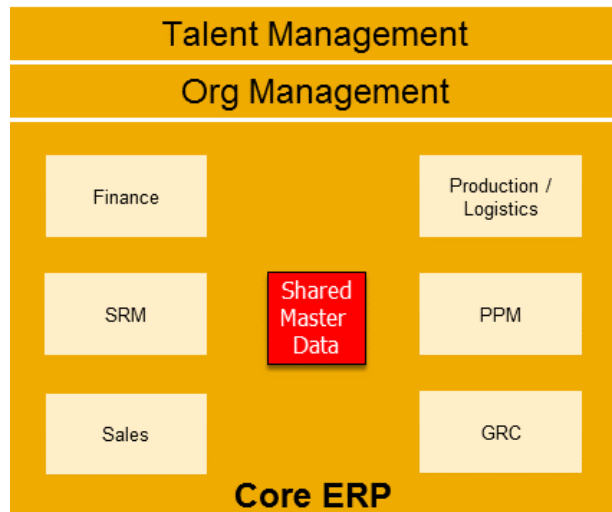 Talent Management
Org Management
Finance
Production /
Logistics
SRM
Shared
Master
Data
PPM
Sales
GRC
Core ERP